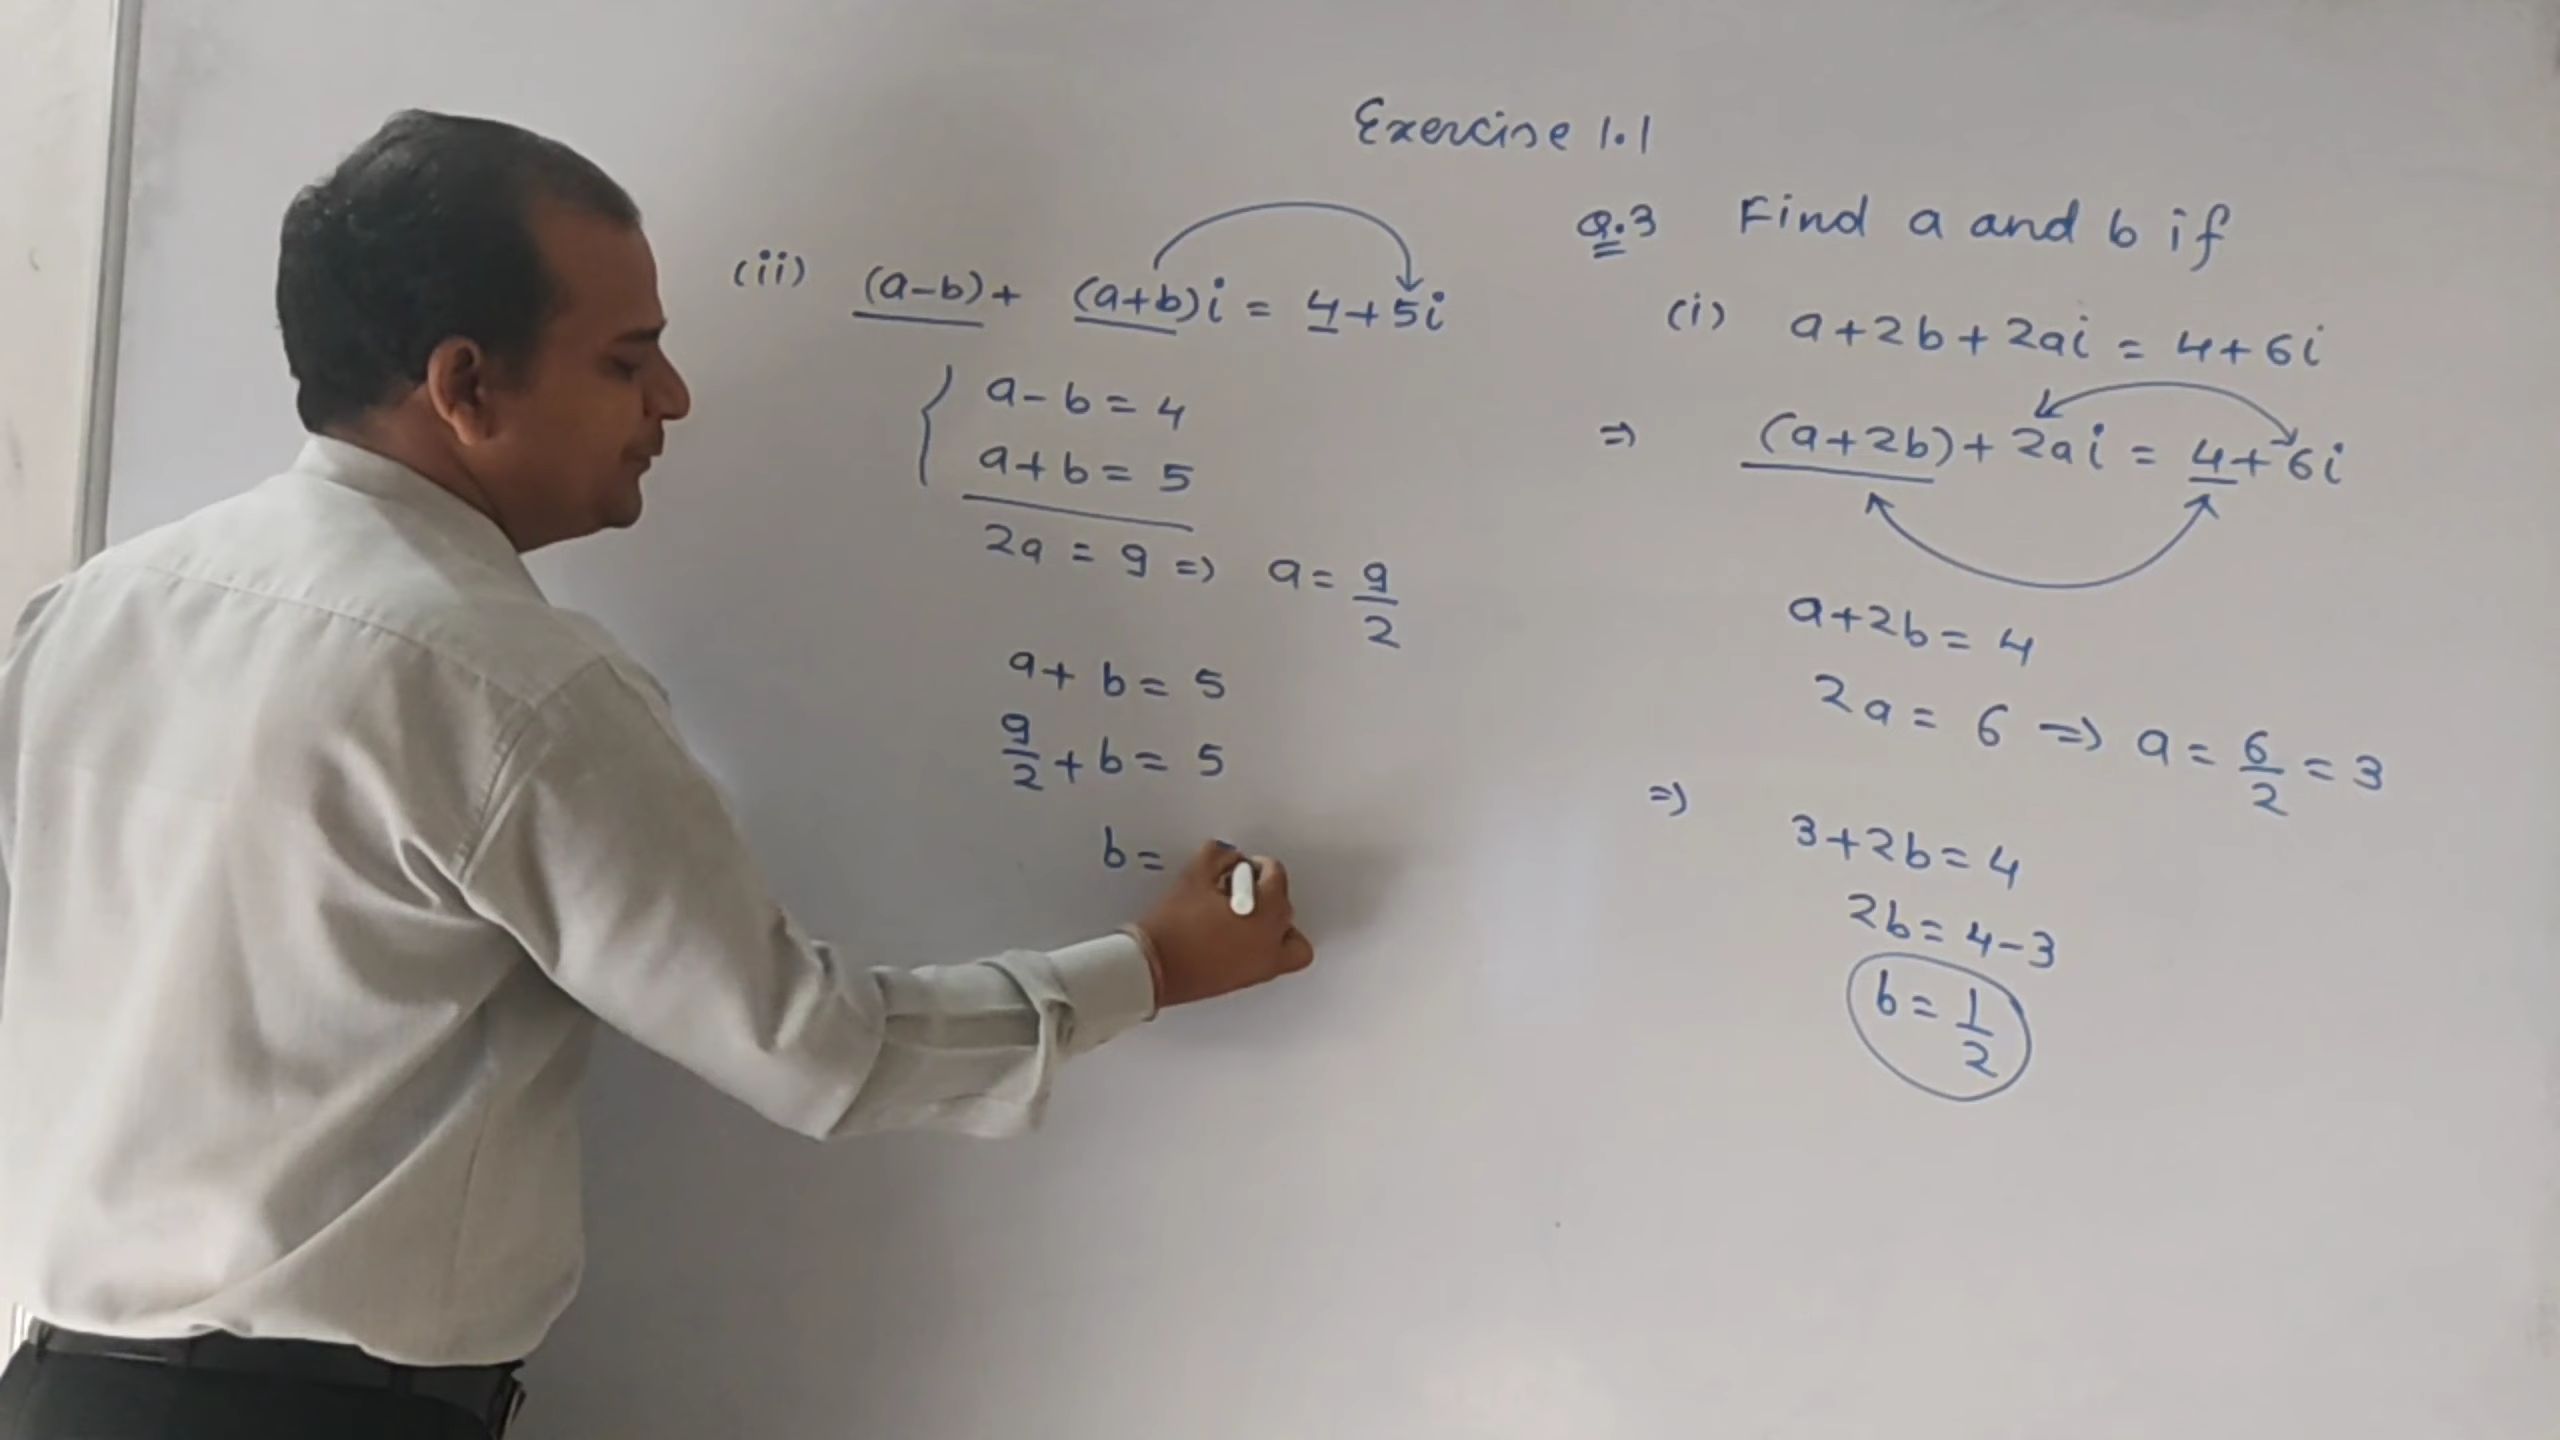 Exercise 1.1
Q.3 Find a and b if
(i) a+2b+2ai = 4+6i
⇒ (a+2b)+2ai = 4+6i
a+2b = 4
2a = 6 ⇒ a = 6/2 = 3
⇒ 3+2b = 4
2b = 4-3
b = 1/2
(ii) (a-b)+ (a+b)i = 4+5i
a-b = 4
a+b = 5
2a = 9 ⇒ a = 9/2
a+b = 5
9/2+b = 5
b =